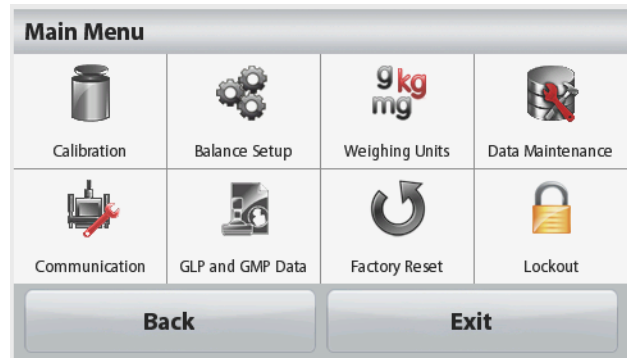 Main Menu
g kg
mg
Calibration
Balance Setup
Weighing Units
Data Maintenance
Communication
GLP and GMP Data
Factory Reset
Lockout
Back
Exit